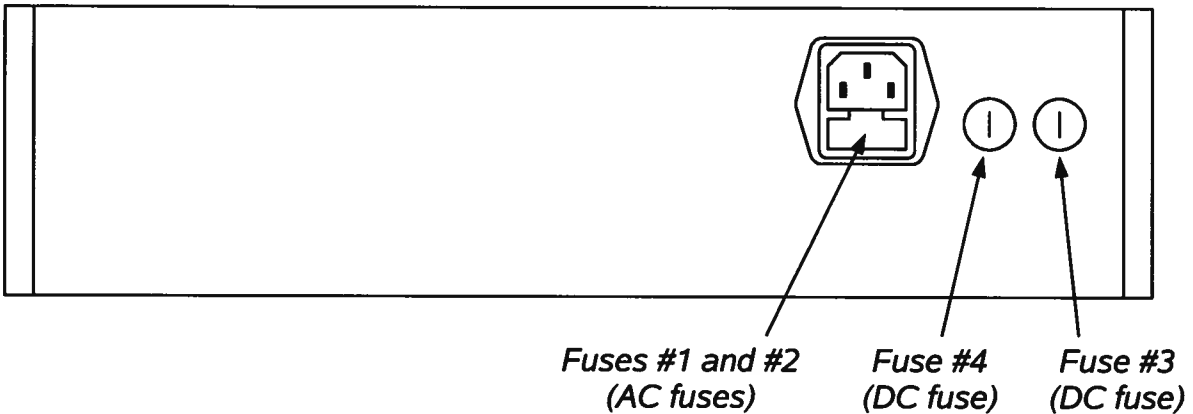 Fuses #1 and #2
(AC fuses)
Fuse #4
(DC fuse)
Fuse #3
(DC fuse)